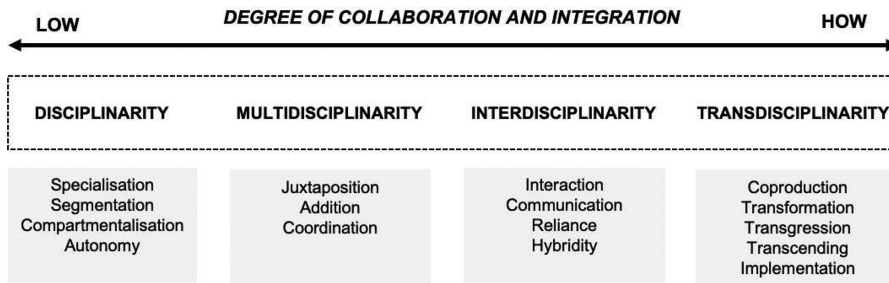 DEGREE OF COLLABORATION AND INTEGRATION
LOW
HOW
DISCIPLINARITY
MULTIDISCIPLINARITY
INTERDISCIPLINARITY
TRANSDISCIPLINARITY
Specialisation
Segmentation
Compartmentalisation
Autonomy
Juxtaposition
Addition
Coordination
Interaction
Communication
Reliance
Hybridity
Coproduction
Transformation
Transgression
Transcending
Implementation